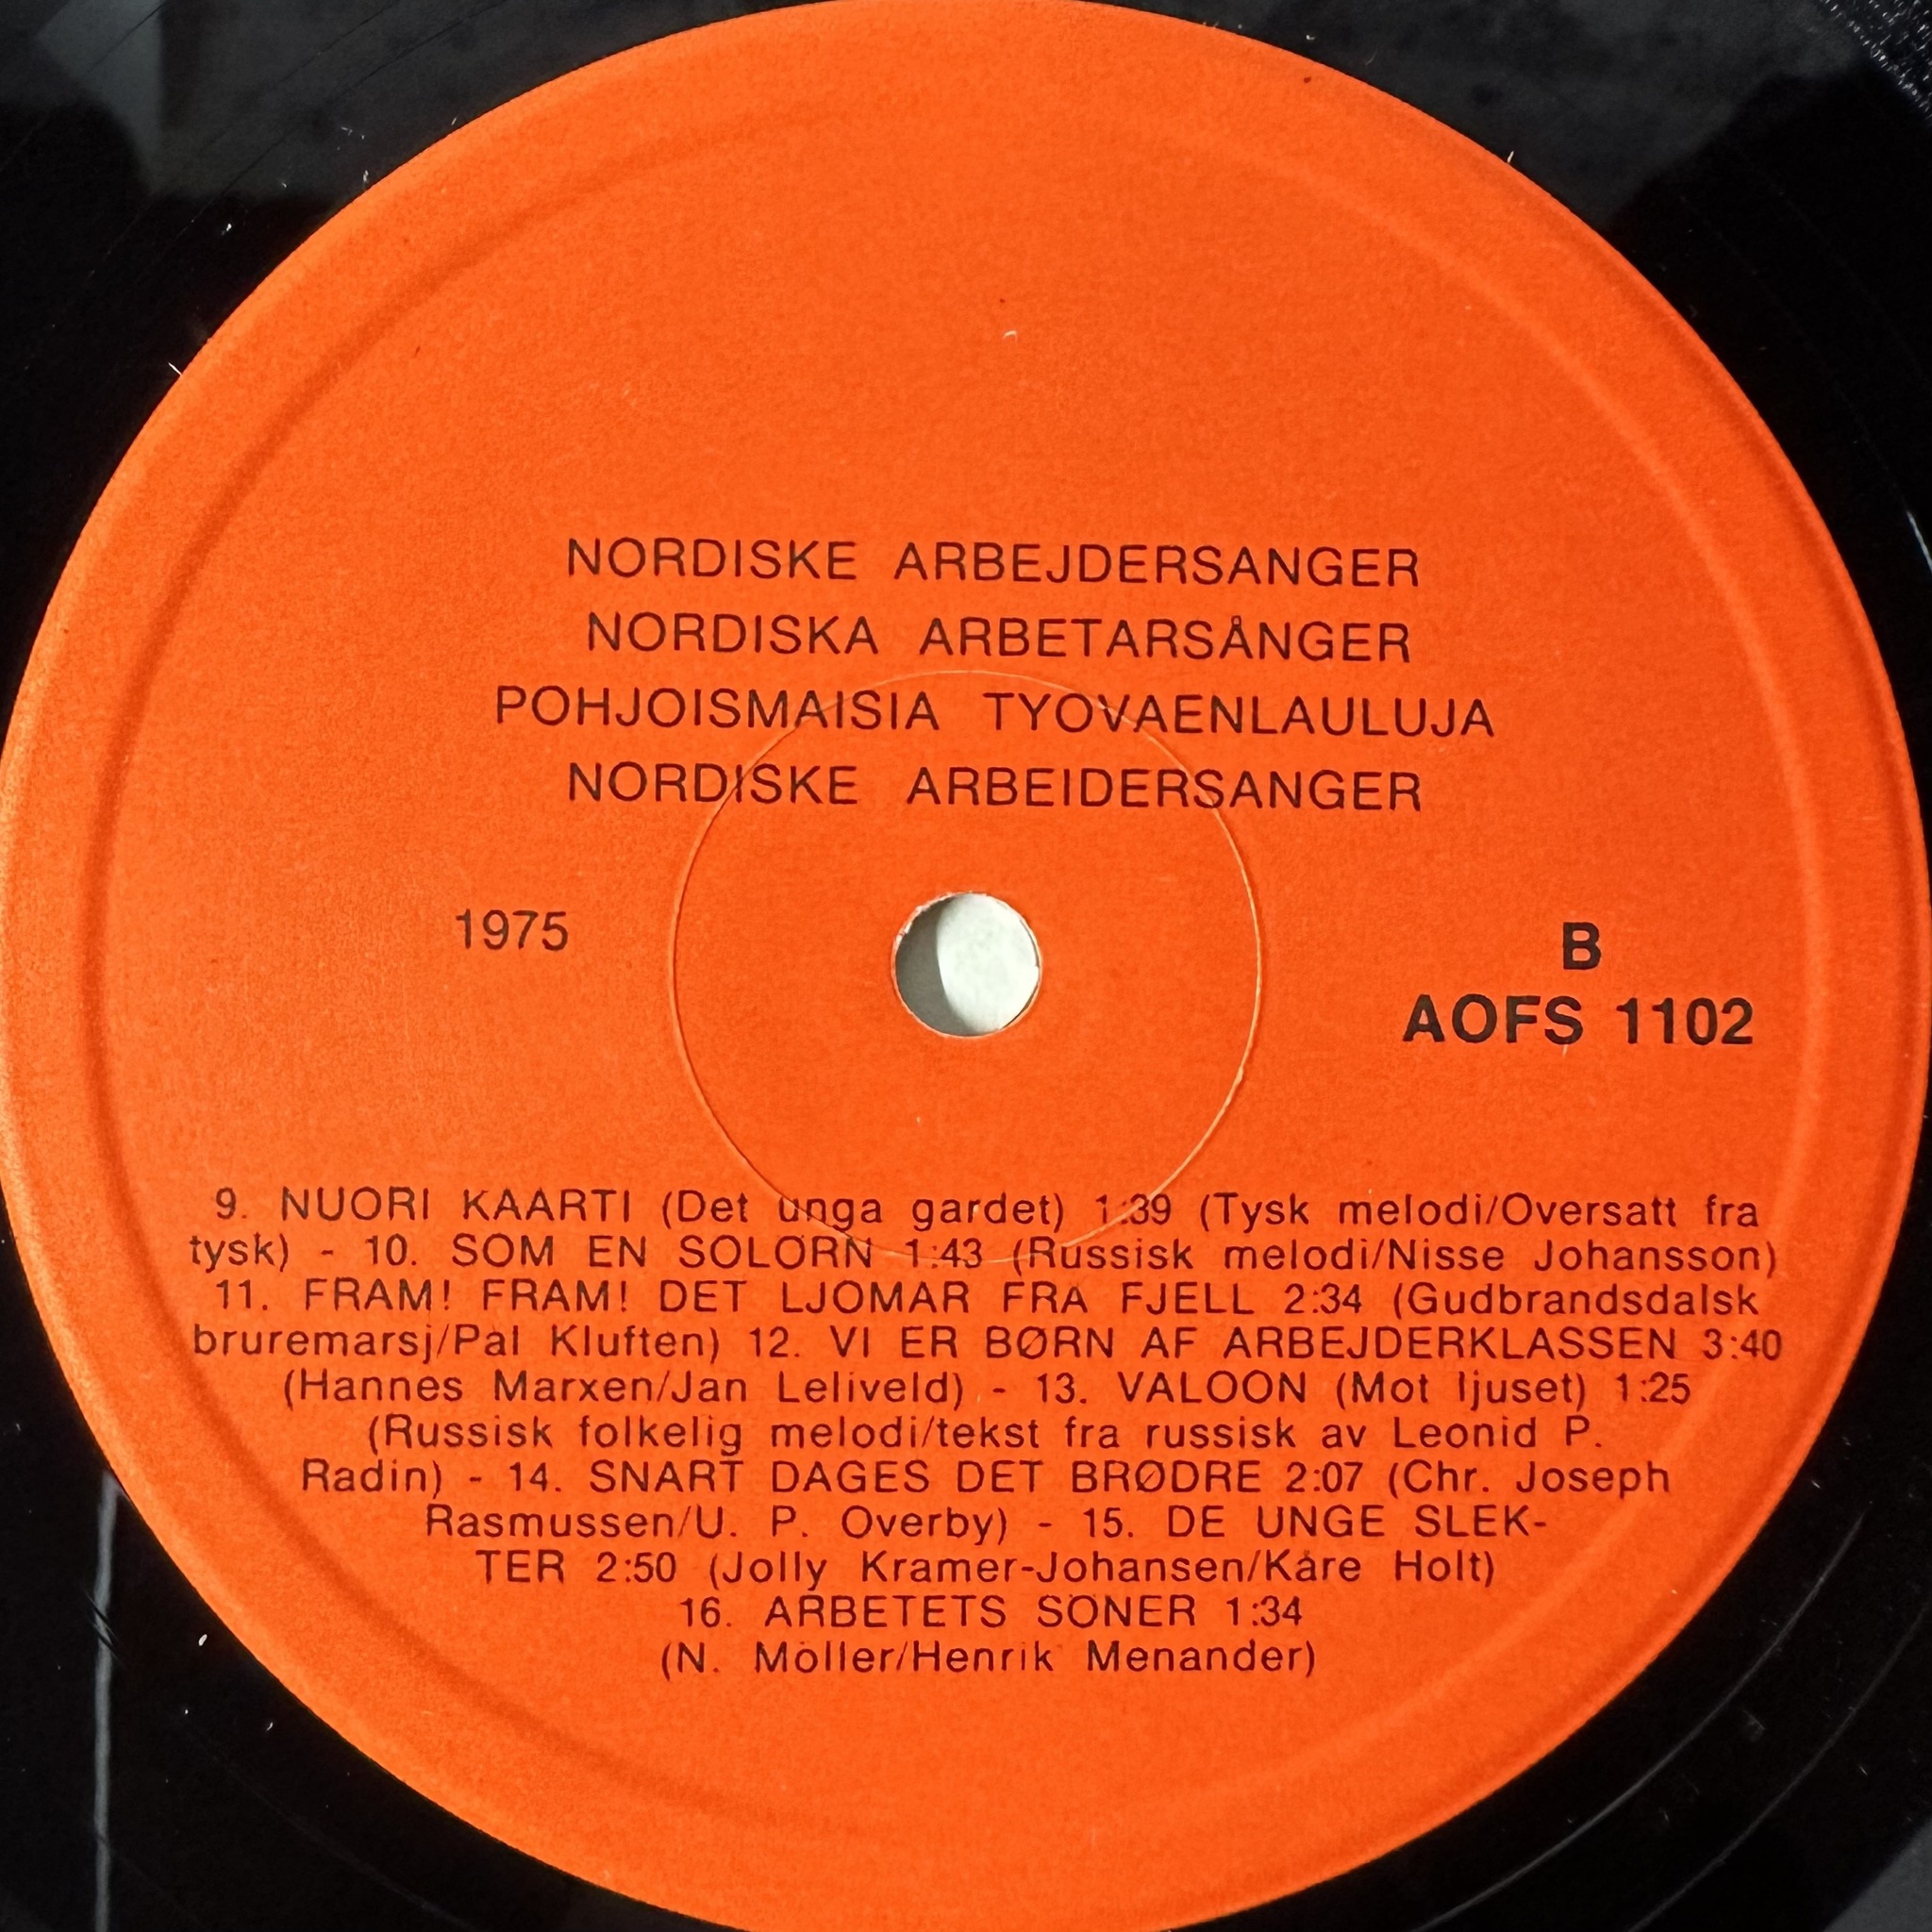 NORDISKE ARBEJDERSANGER
NORDISKA ARBETARSÅNGER
POHJOISMAISIA TYOVAENLAULUJA
NORDISKE ARBEIDERSANGER
1975
B
AOFS 1102
9. NUORI KAARTI (Det unga gardet) 1:39 (Tysk melodi/Oversatt fra
tysk) - 10. SOM EN SOLÖRN 1:43 (Russisk melodi/Nisse Johansson)
11. FRAM! FRAM! DET LJOMAR FRA FJELL 2:34 (Gudbrandsdalsk
bruremarsj/Pal Kluften) 12. VI ER BØRN AF ARBEJDERKLASSEN 3:40
(Hannes Marxen/Jan Leliveld) - 13. VALOON (Mot ljuset) 1:25
(Russisk folkelig melodi/tekst fra russisk av Leonid P.
Radin) - 14. SNART DAGES DET BRØDRE 2:07 (Chr. Joseph
Rasmussen/U. P. Overby) - 15. DE UNGE SLEK-
TER 2:50 (Jolly Kramer-Johansen/Kåre Holt)
16. ARBETETS SÖNER 1:34
(N. Möller/Henrik Menander)